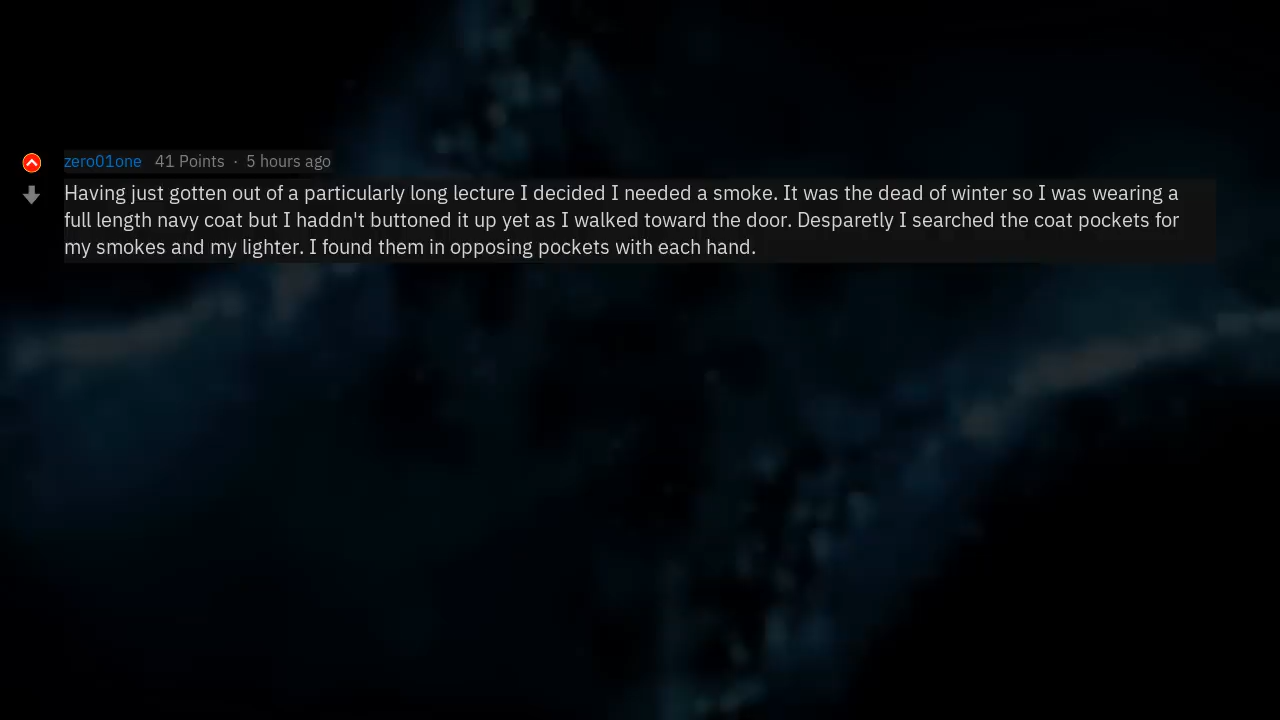 zero01one 41 Points · 5 hours ago
Having just gotten out of a particularly long lecture I decided I needed a smoke. It was the dead of winter so I was wearing a
full length navy coat but I haddn't buttoned it up yet as I walked toward the door. Desparetly I searched the coat pockets for
my smokes and my lighter. I found them in opposing pockets with each hand.